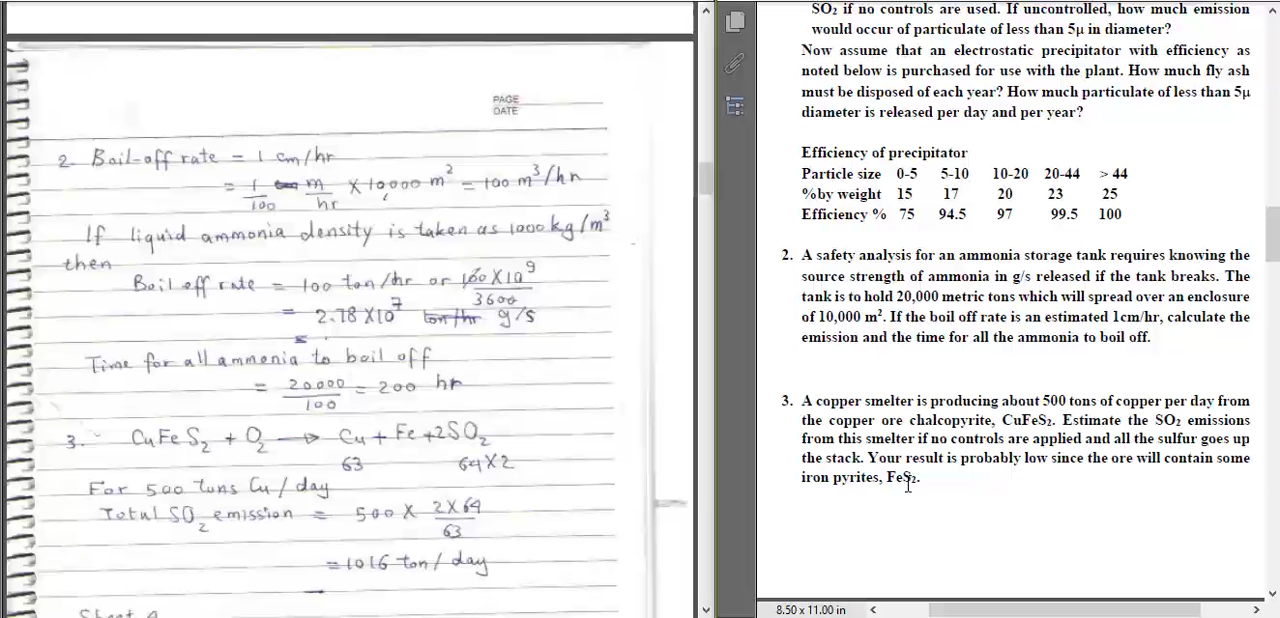 PAGE
DATE
2. Boil-off rate = 1 cm/hr
= 1/100 m/hr × 10,000 m² = 100 m³/hr
If liquid ammonia density is taken as 1000 kg/m³
then
Boil off rate = 100 ton/hr or 100 × 10⁹
3600
= 2.78 × 10⁷ ton/hr g/s
Time for all ammonia to boil off
= 20000/100 = 200 hr
3. CuFeS₂ + O₂ → Cu + Fe + 2SO₂
63 64×2
For 500 tons Cu / day
Total SO₂ emission = 500 × 2×64
63
= 1016 ton / day
SO₂ if no controls are used. If uncontrolled, how much emission
would occur of particulate of less than 5µ in diameter?
Now assume that an electrostatic precipitator with efficiency as
noted below is purchased for use with the plant. How much fly ash
must be disposed of each year? How much particulate of less than 5µ
diameter is released per day and per year?
Efficiency of precipitator
Particle size 0-5 5-10 10-20 20-44 > 44
%by weight 15 17 20 23 25
Efficiency % 75 94.5 97 99.5 100
2. A safety analysis for an ammonia storage tank requires knowing the
source strength of ammonia in g/s released if the tank breaks. The
tank is to hold 20,000 metric tons which will spread over an enclosure
of 10,000 m². If the boil off rate is an estimated 1cm/hr, calculate the
emission and the time for all the ammonia to boil off.
3. A copper smelter is producing about 500 tons of copper per day from
the copper ore chalcopyrite, CuFeS₂. Estimate the SO₂ emissions
from this smelter if no controls are applied and all the sulfur goes up
the stack. Your result is probably low since the ore will contain some
iron pyrites, FeS₂.
8.50 x 11.00 in